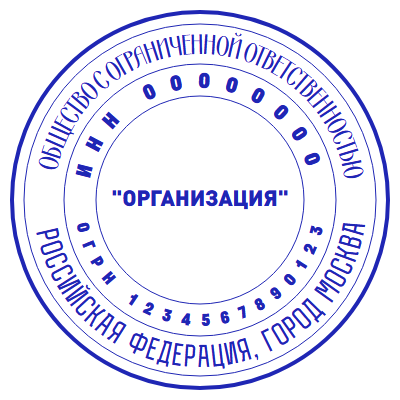 ОБЩЕСТВО С ОГРАНИЧЕННОЙ ОТВЕТСТВЕННОСТЬЮ
ИНН 00000000
"ОРГАНИЗАЦИЯ"
ОГРН 1234567890123
РОССИЙСКАЯ ФЕДЕРАЦИЯ, ГОРОД МОСКВА